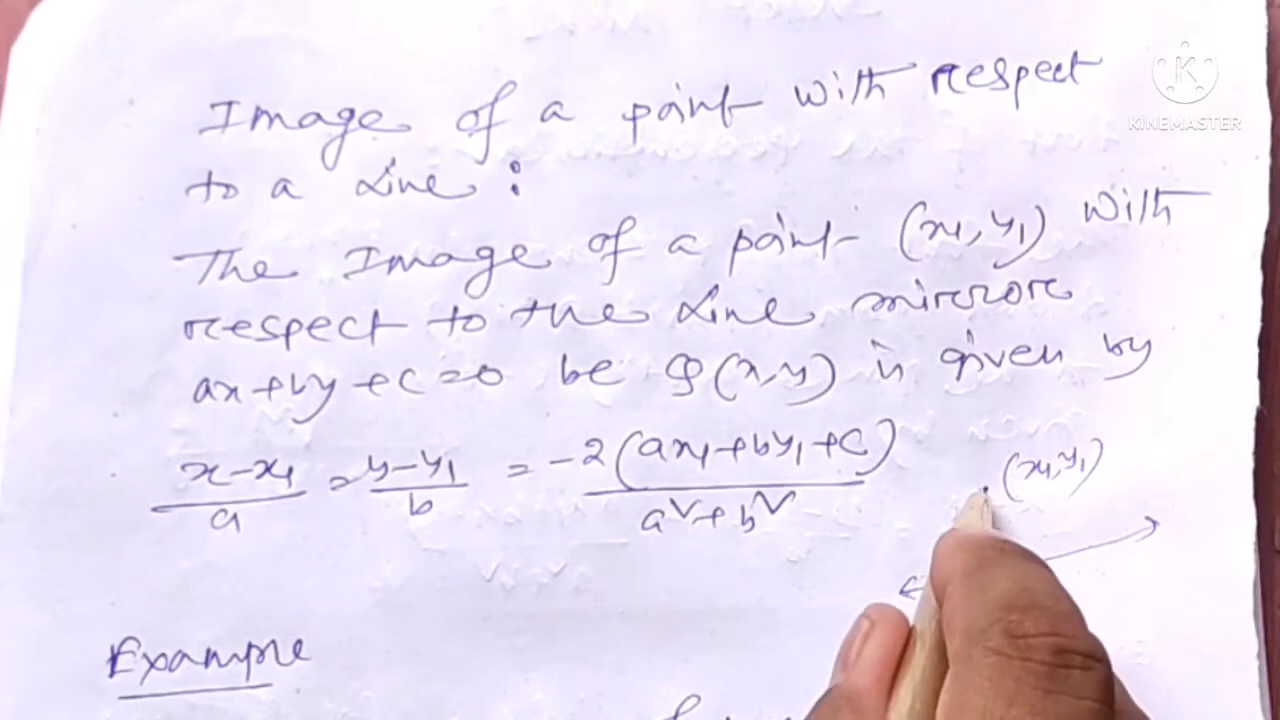 Image of a point with respect
KINEMASTER
to a Line:
The Image of a point (x1, y1) with
respect to the Line mirror
ax+by+c=0 be Q(x,y) is given by
x-x1/a = y-y1/b = -2(ax1+by1+c)/a²+b²
(x1,y1)
Example